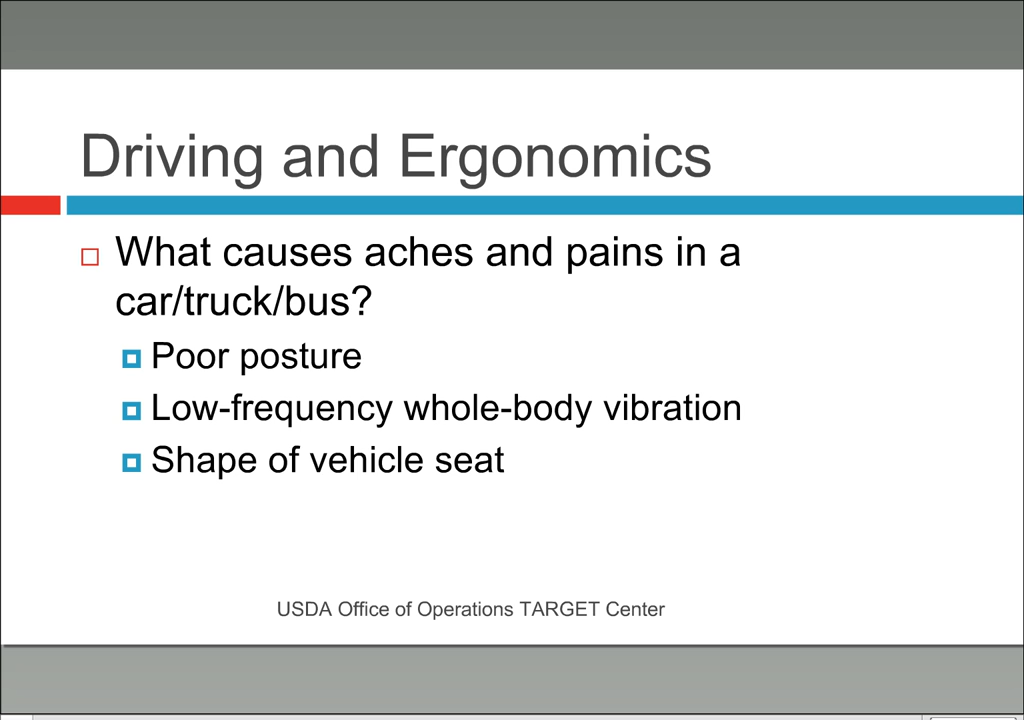 Driving and Ergonomics
What causes aches and pains in a
car/truck/bus?
Poor posture
Low-frequency whole-body vibration
Shape of vehicle seat
USDA Office of Operations TARGET Center